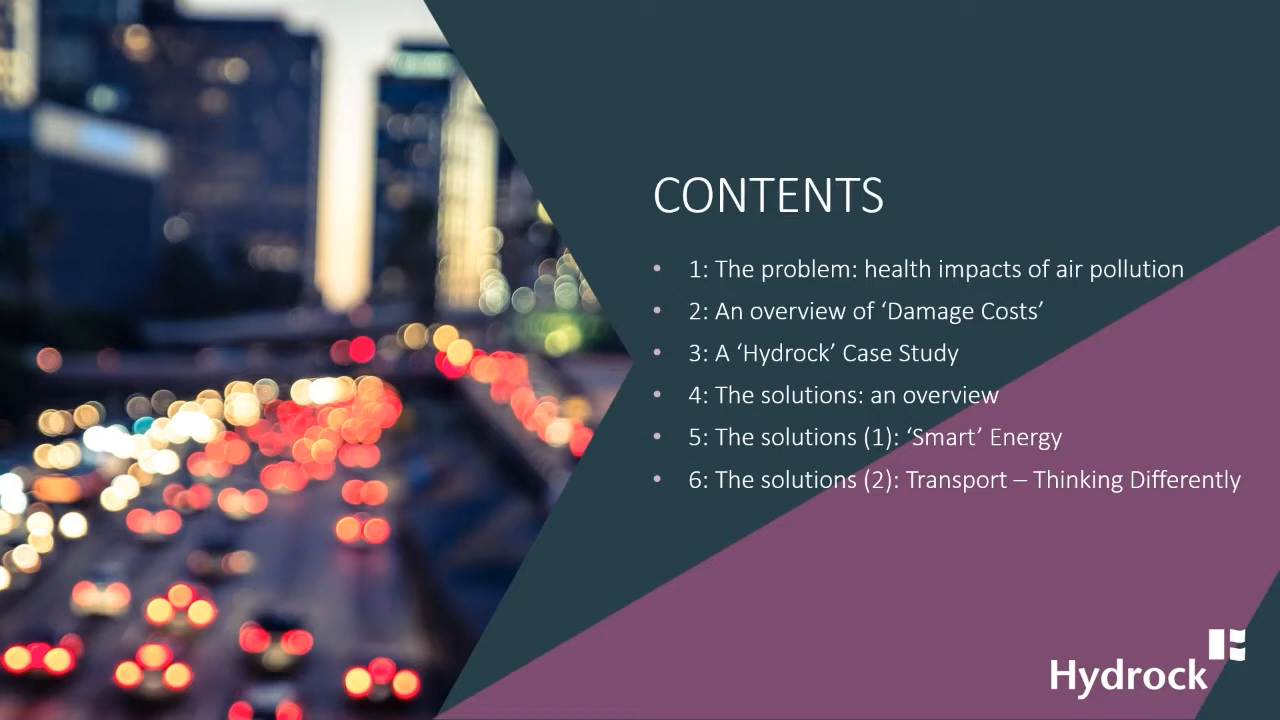 CONTENTS
• 1: The problem: health impacts of air pollution
• 2: An overview of ‘Damage Costs’
• 3: A ‘Hydrock’ Case Study
• 4: The solutions: an overview
• 5: The solutions (1): ‘Smart’ Energy
• 6: The solutions (2): Transport – Thinking Differently
Hydrock